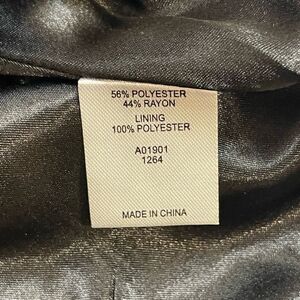 56% POLYESTER
44% RAYON
LINING
100% POLYESTER
A01901
1264
MADE IN CHINA